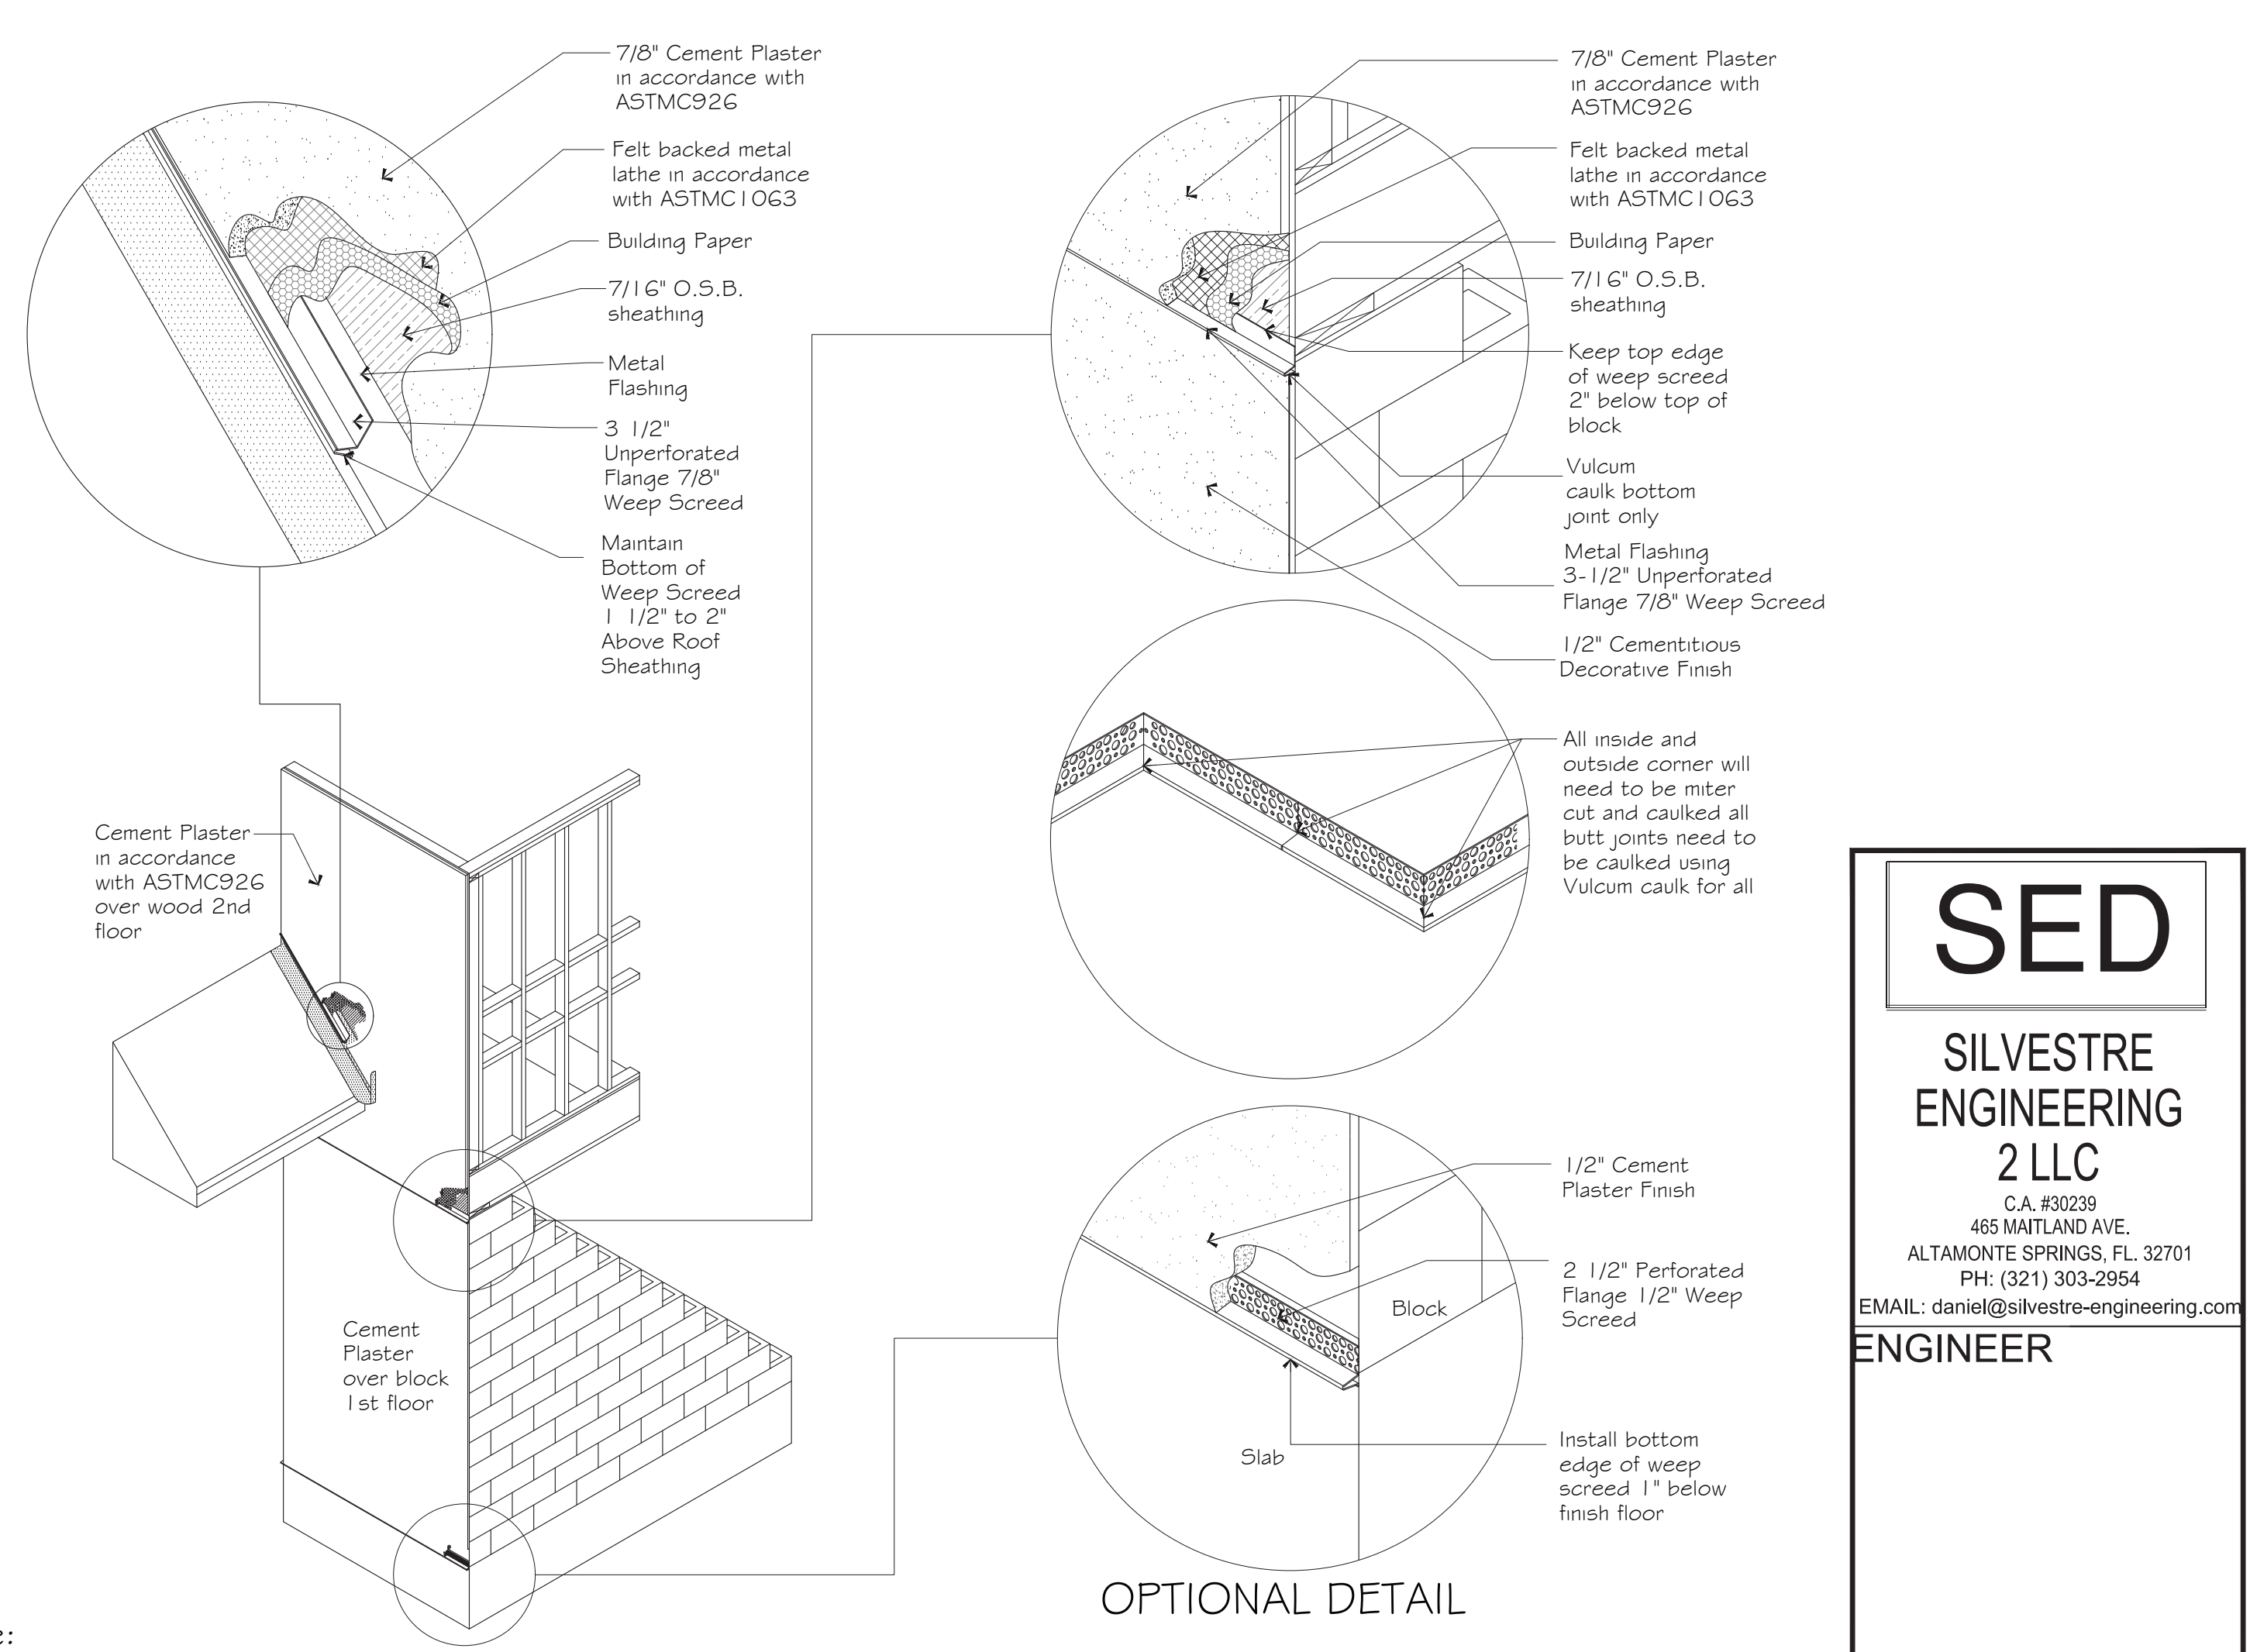 7/8" Cement Plaster
in accordance with
ASTMC926
Felt backed metal
lathe in accordance
with ASTMC1063
Building Paper
7/16" O.S.B.
sheathing
Metal
Flashing
3 1/2"
Unperforated
Flange 7/8"
Weep Screed
Maintain
Bottom of
Weep Screed
1 1/2" to 2"
Above Roof
Sheathing
7/8" Cement Plaster
in accordance with
ASTMC926
Felt backed metal
lathe in accordance
with ASTMC1063
Building Paper
7/16" O.S.B.
sheathing
Keep top edge
of weep screed
2" below top of
block
Vulcum
caulk bottom
joint only
Metal Flashing
3-1/2" Unperforated
Flange 7/8" Weep Screed
1/2" Cementitious
Decorative Finish
All inside and
outside corner will
need to be miter
cut and caulked all
butt joints need to
be caulked using
Vulcum caulk for all
Cement Plaster
in accordance
with ASTMC926
over wood 2nd
floor
Cement
Plaster
over block
1st floor
1/2" Cement
Plaster Finish
2 1/2" Perforated
Flange 1/2" Weep
Screed
Block
Slab
Install bottom
edge of weep
screed 1" below
finish floor
OPTIONAL DETAIL
SED
SILVESTRE
ENGINEERING
2 LLC
C.A. #30239
465 MAITLAND AVE.
ALTAMONTE SPRINGS, FL. 32701
PH: (321) 303-2954
EMAIL: daniel@silvestre-engineering.com
ENGINEER